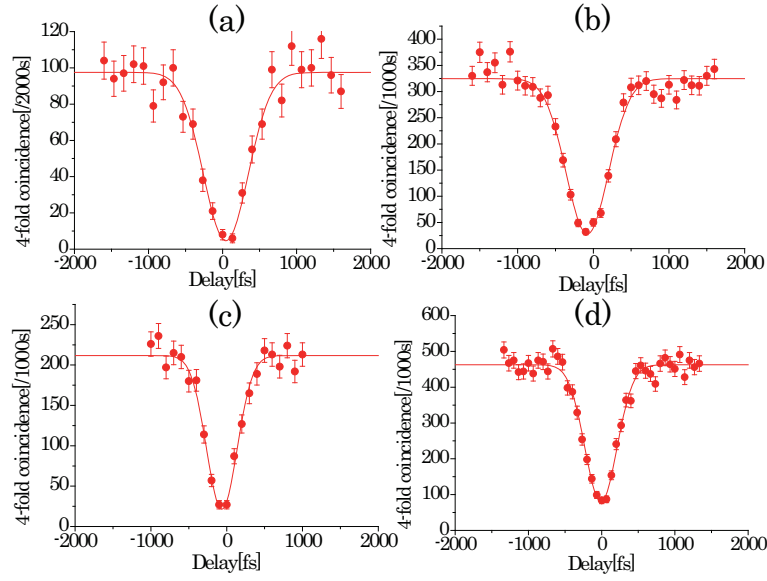 (a)
4-fold coincidence[/2000s]
120
100
80
60
40
20
0
-2000 -1000 0 1000 2000
Delay[fs]
(b)
4-fold coincidence[/1000s]
400
350
300
250
200
150
100
50
0
-2000 -1000 0 1000 2000
Delay[fs]
(c)
4-fold coincidence[/1000s]
250
200
150
100
50
0
-2000 -1000 0 1000 2000
Delay[fs]
(d)
4-fold coincidence[/1000s]
600
500
400
300
200
100
0
-2000 -1000 0 1000 2000
Delay[fs]